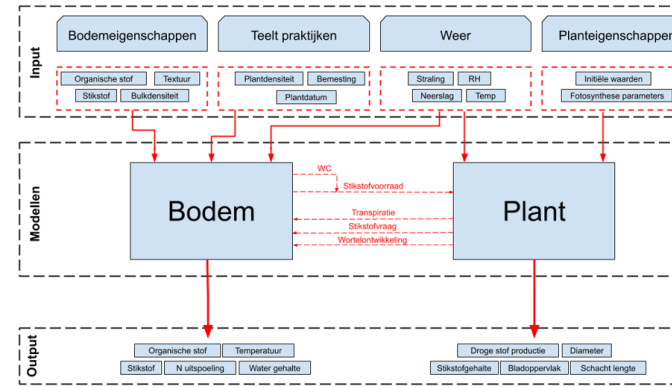 Input
Bodemeigenschappen
Teelt praktijken
Weer
Planteigenschappen
Organische stof
Textuur
Stikstof
Bulkdensiteit
Plantdensiteit
Bemesting
Plantdatum
Straling
RH
Neerslag
Temp
Initiële waarden
Fotosynthese parameters
Modellen
Bodem
WC
Stikstofvoorraad
Transpiratie
Stikstofvraag
Wortelontwikkeling
Plant
Output
Organische stof
Temperatuur
Stikstof
N uitspoeling
Water gehalte
Droge stof productie
Diameter
Stikstofgehalte
Bladoppervlak
Schacht lengte